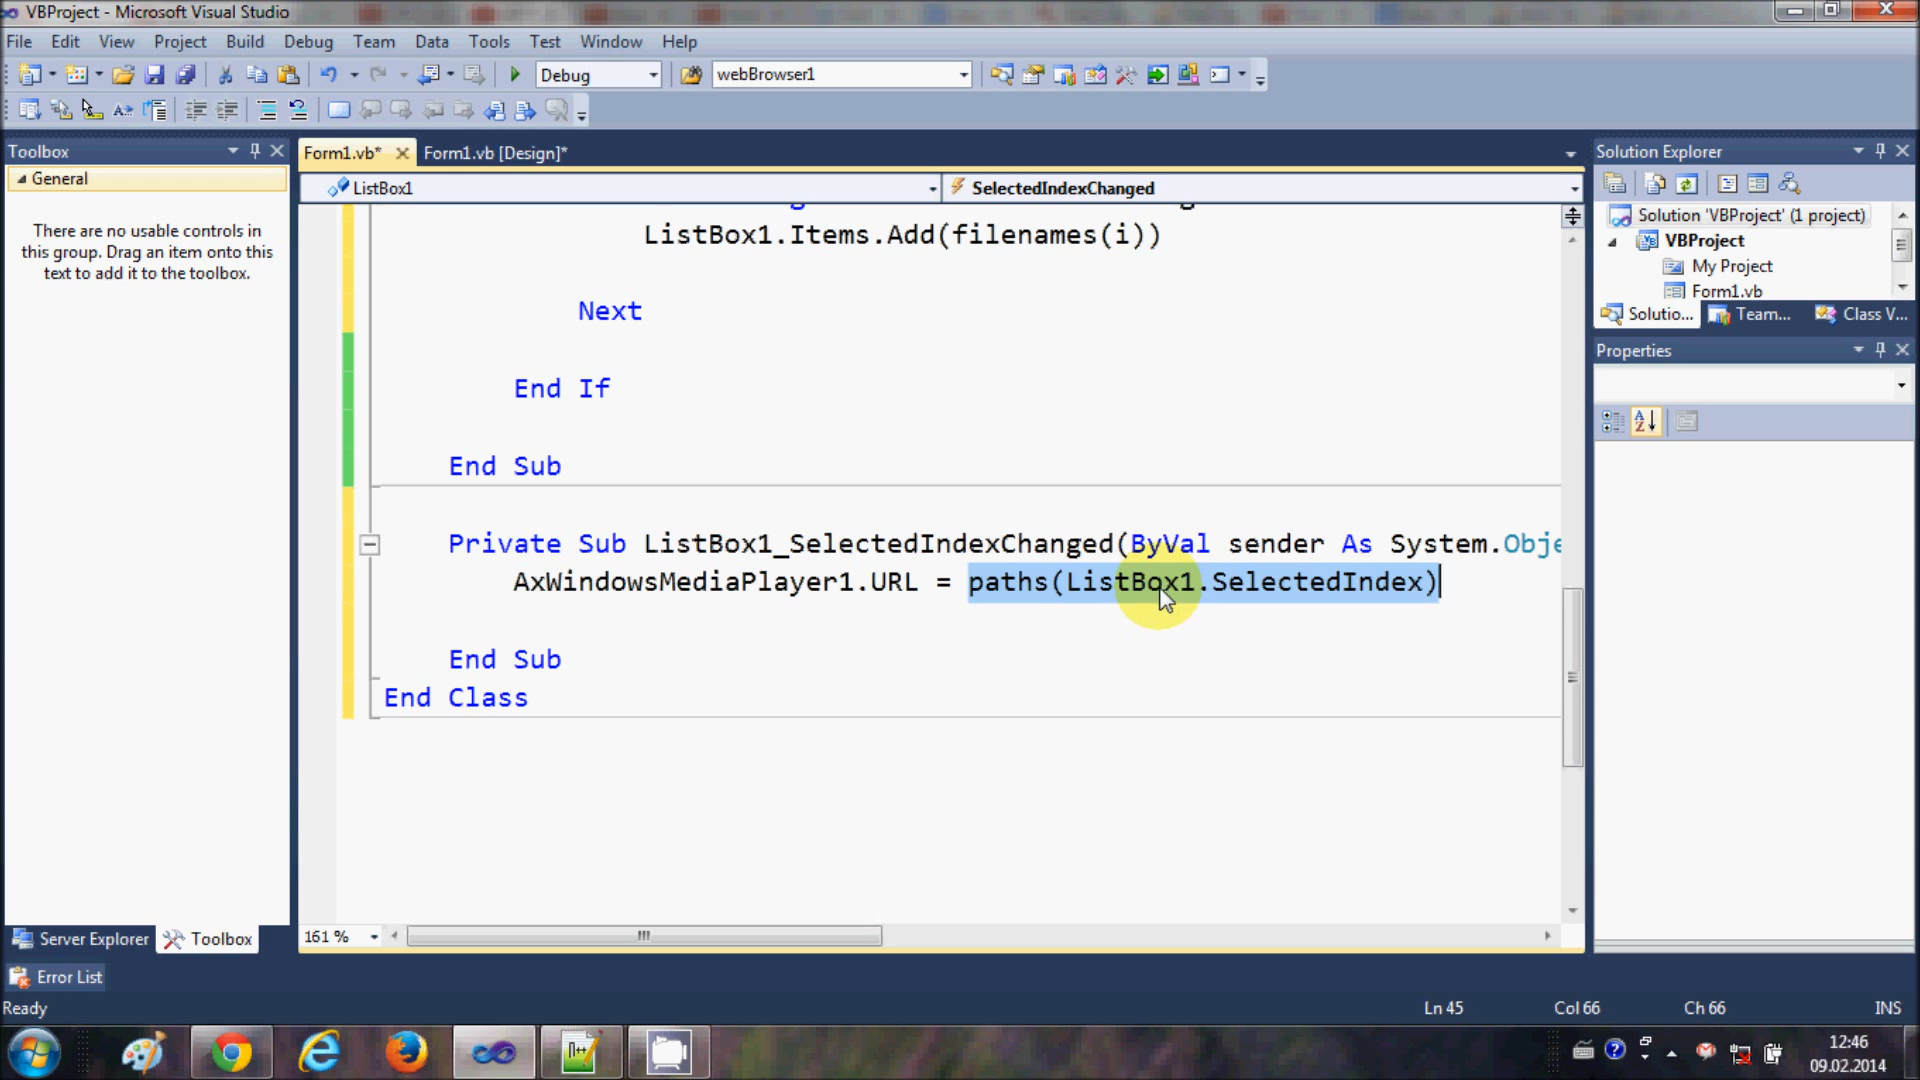 VBProject - Microsoft Visual Studio
File Edit View Project Build Debug Team Data Tools Test Window Help
Debug webBrowser1
Toolbox
General
There are no usable controls in
this group. Drag an item onto this
text to add it to the toolbox.
Server Explorer Toolbox
Form1.vb* Form1.vb [Design]*
ListBox1 SelectedIndexChanged
ListBox1.Items.Add(filenames(i))
Next
End If
End Sub
Private Sub ListBox1_SelectedIndexChanged(ByVal sender As System.Obje
AxWindowsMediaPlayer1.URL = paths(ListBox1.SelectedIndex)
End Sub
End Class
161 %
Solution Explorer
Solution 'VBProject' (1 project)
VBProject
My Project
Form1.vb
Solutio... Team... Class V...
Properties
Error List
Ready Ln 45 Col 66 Ch 66 INS
12:46
09.02.2014